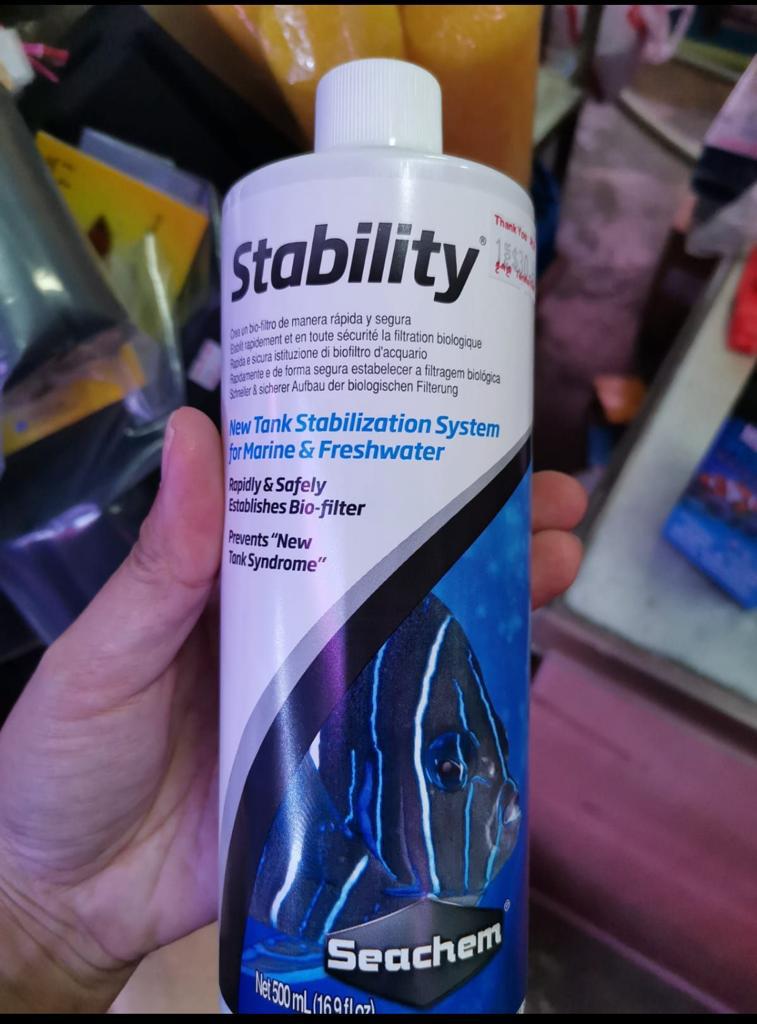 Stability®
Thank You
Crea un bio-filtro de manera rápida y segura
Etablit rapidement et en toute sécurité la filtration biologique
Rapida e sicura istituzione di biofiltro d'acquario
Rapidamente e de forma segura estabelecer a filtragem biológica
Schneller & sicherer Aufbau der biologischen Filterung
New Tank Stabilization System
for Marine & Freshwater
Rapidly & Safely
Establishes Bio-filter
Prevents "New
Tank Syndrome"
Seachem®
Net 500 mL (16.9 fl oz)